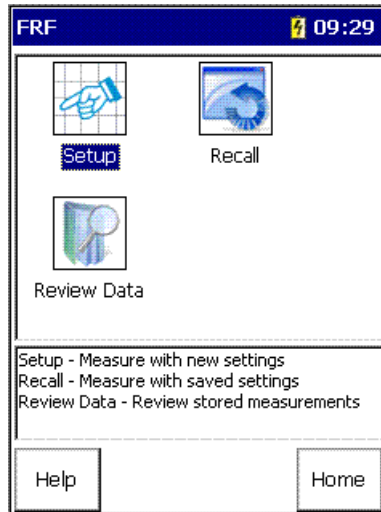 FRF 09:29
Setup Recall
Review Data
Setup - Measure with new settings
Recall - Measure with saved settings
Review Data - Review stored measurements
Help Home